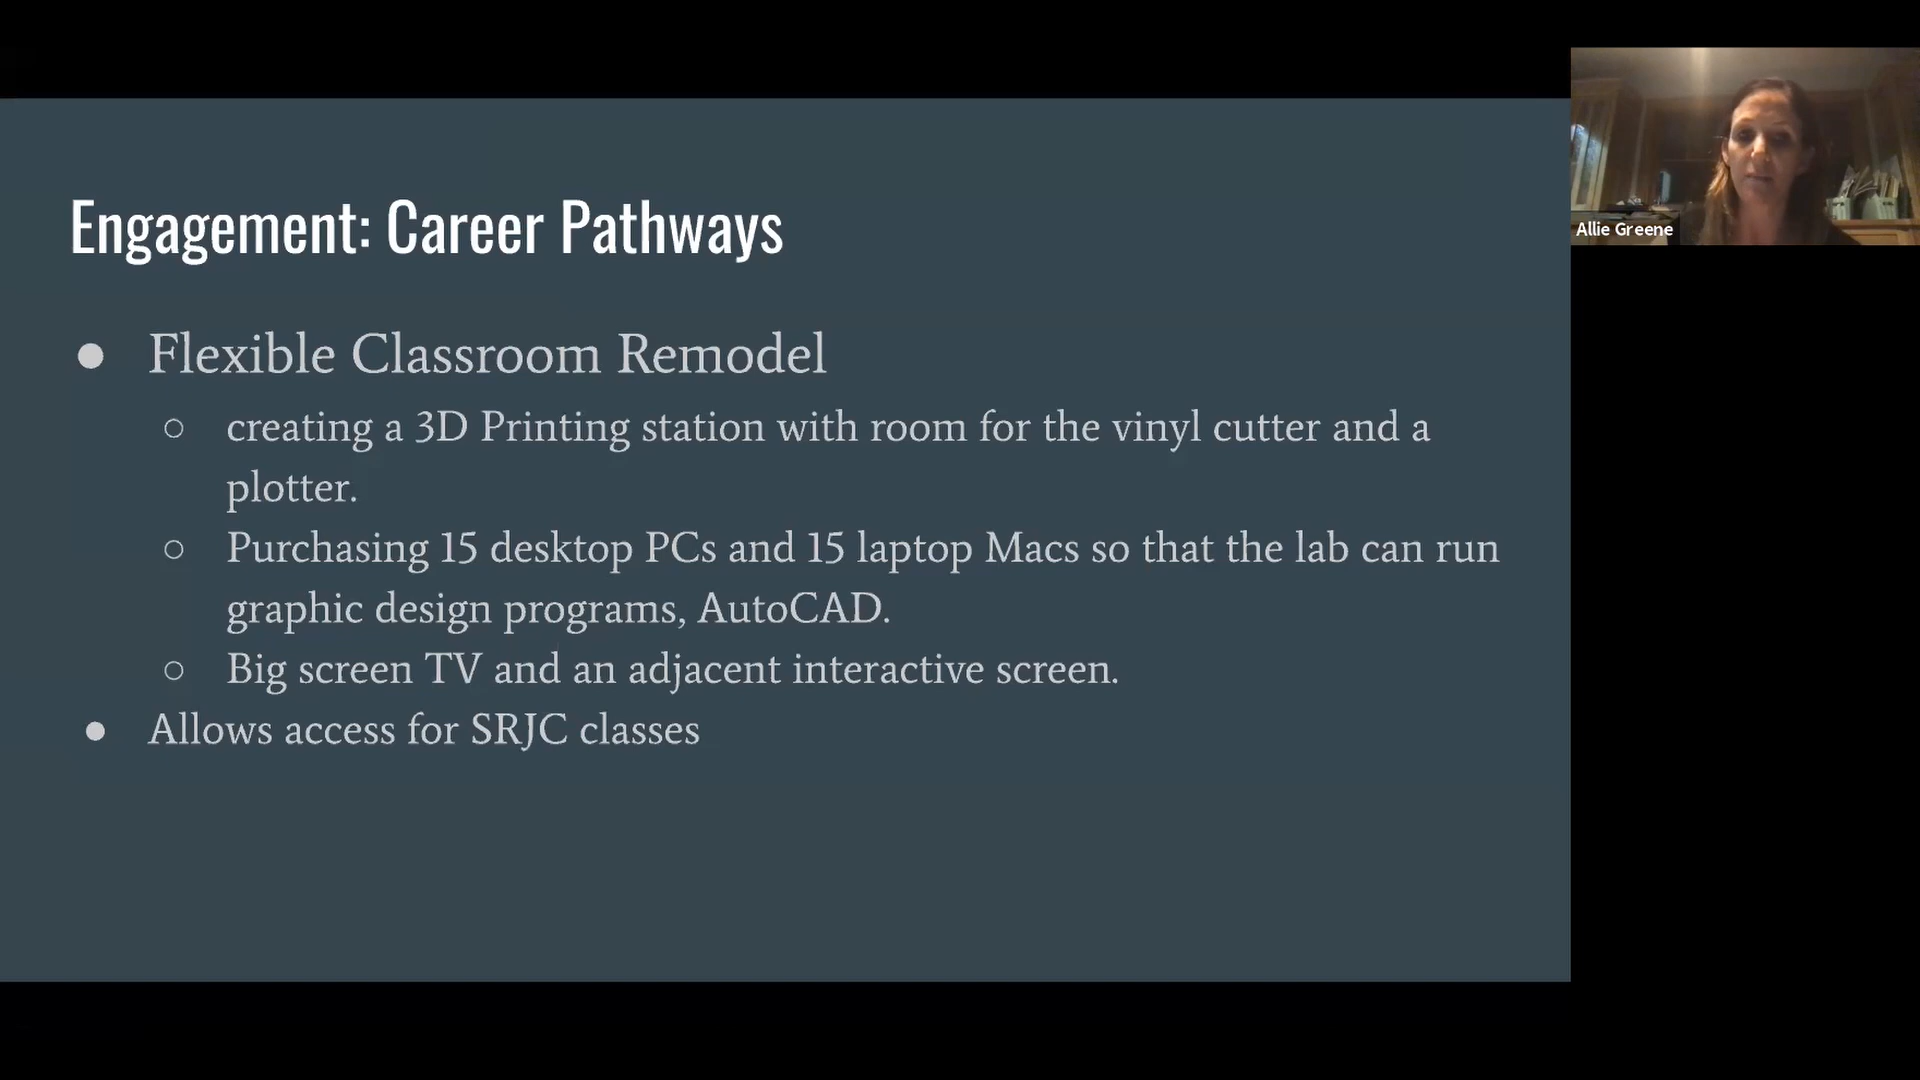 Engagement: Career Pathways
● Flexible Classroom Remodel
○ creating a 3D Printing station with room for the vinyl cutter and a
plotter.
○ Purchasing 15 desktop PCs and 15 laptop Macs so that the lab can run
graphic design programs, AutoCAD.
○ Big screen TV and an adjacent interactive screen.
● Allows access for SRJC classes
Allie Greene